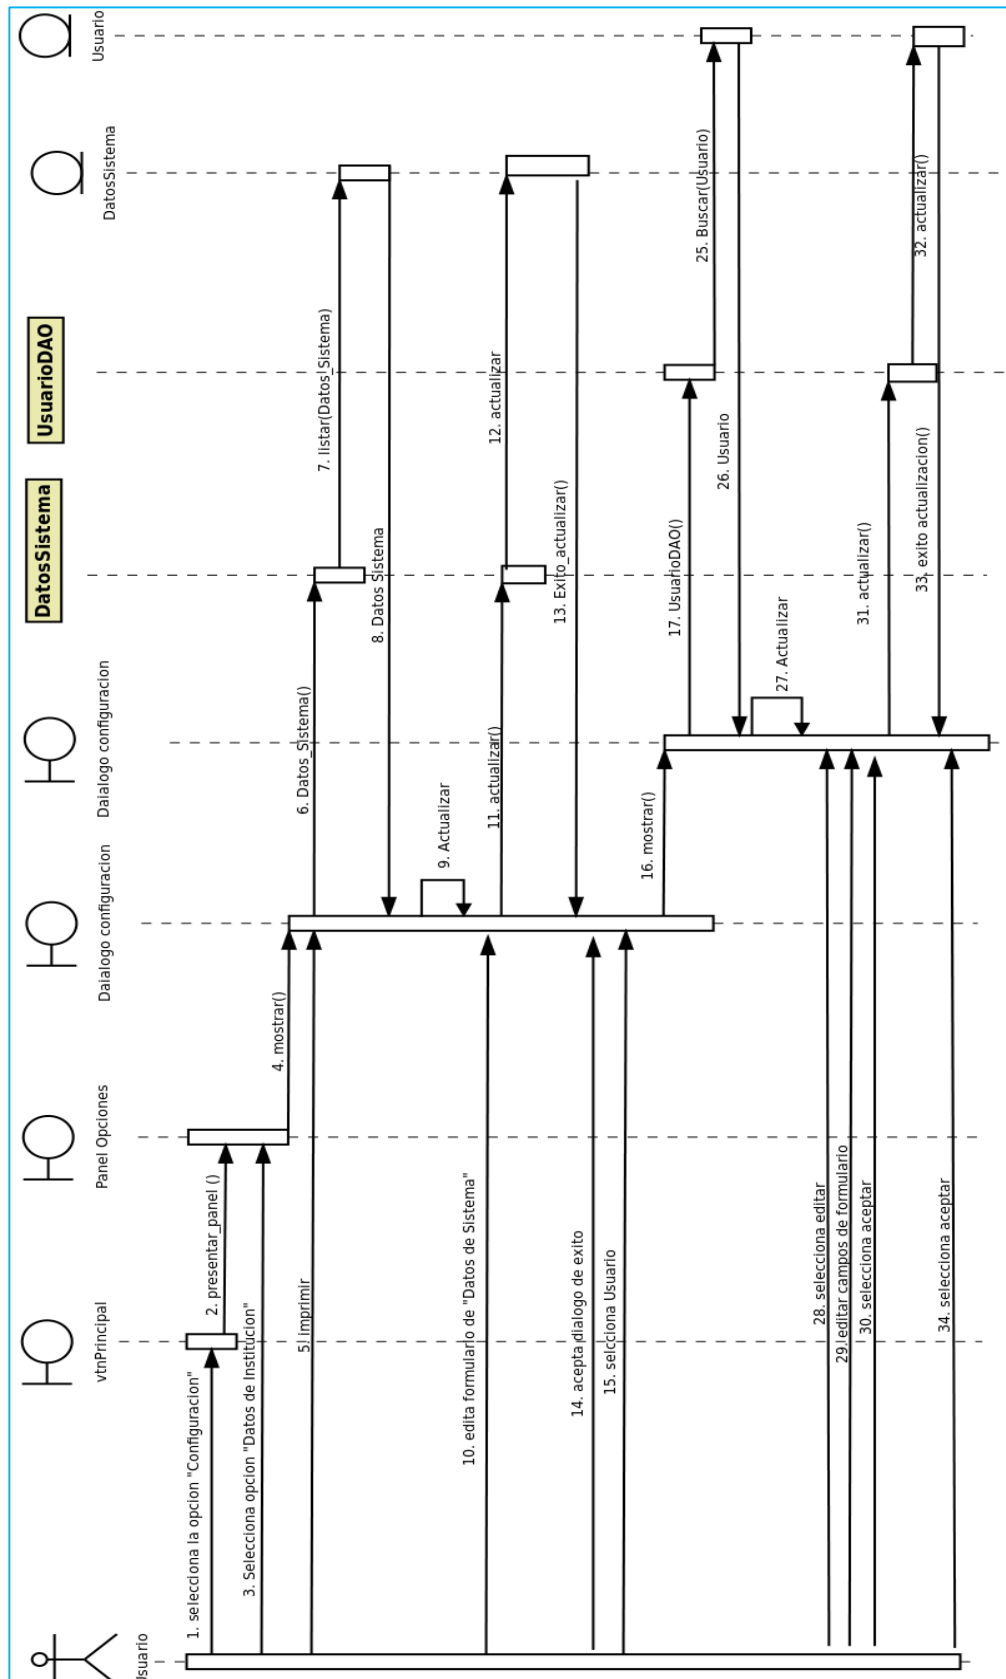 Usuario
vtnPrincipal
Panel Opciones
Daialogo configuracion
Daialogo configuracion
DatosSistema
UsuarioDAO
DatosSistema
Usuario
1. selecciona la opcion "Configuracion"
2. presentar_panel ()
3. Selecciona opcion "Datos de Institucion"
4. mostrar()
5. imprimir
6. Datos_Sistema()
7. listar(Datos_Sistema)
8. Datos Sistema
9. Actualizar
10. edita formulario de "Datos de Sistema"
11. actualizar()
12. actualizar
13. Exito_actualizar()
14. acepta dialogo de exito
15. selcciona Usuario
16. mostrar()
17. UsuarioDAO()
25. Buscar(Usuario)
26. Usuario
27. Actualizar
28. selecciona editar
29. editar campos de formulario
30. selecciona aceptar
31. actualizar()
32. actualizar()
33. exito actualizacion()
34. selecciona aceptar